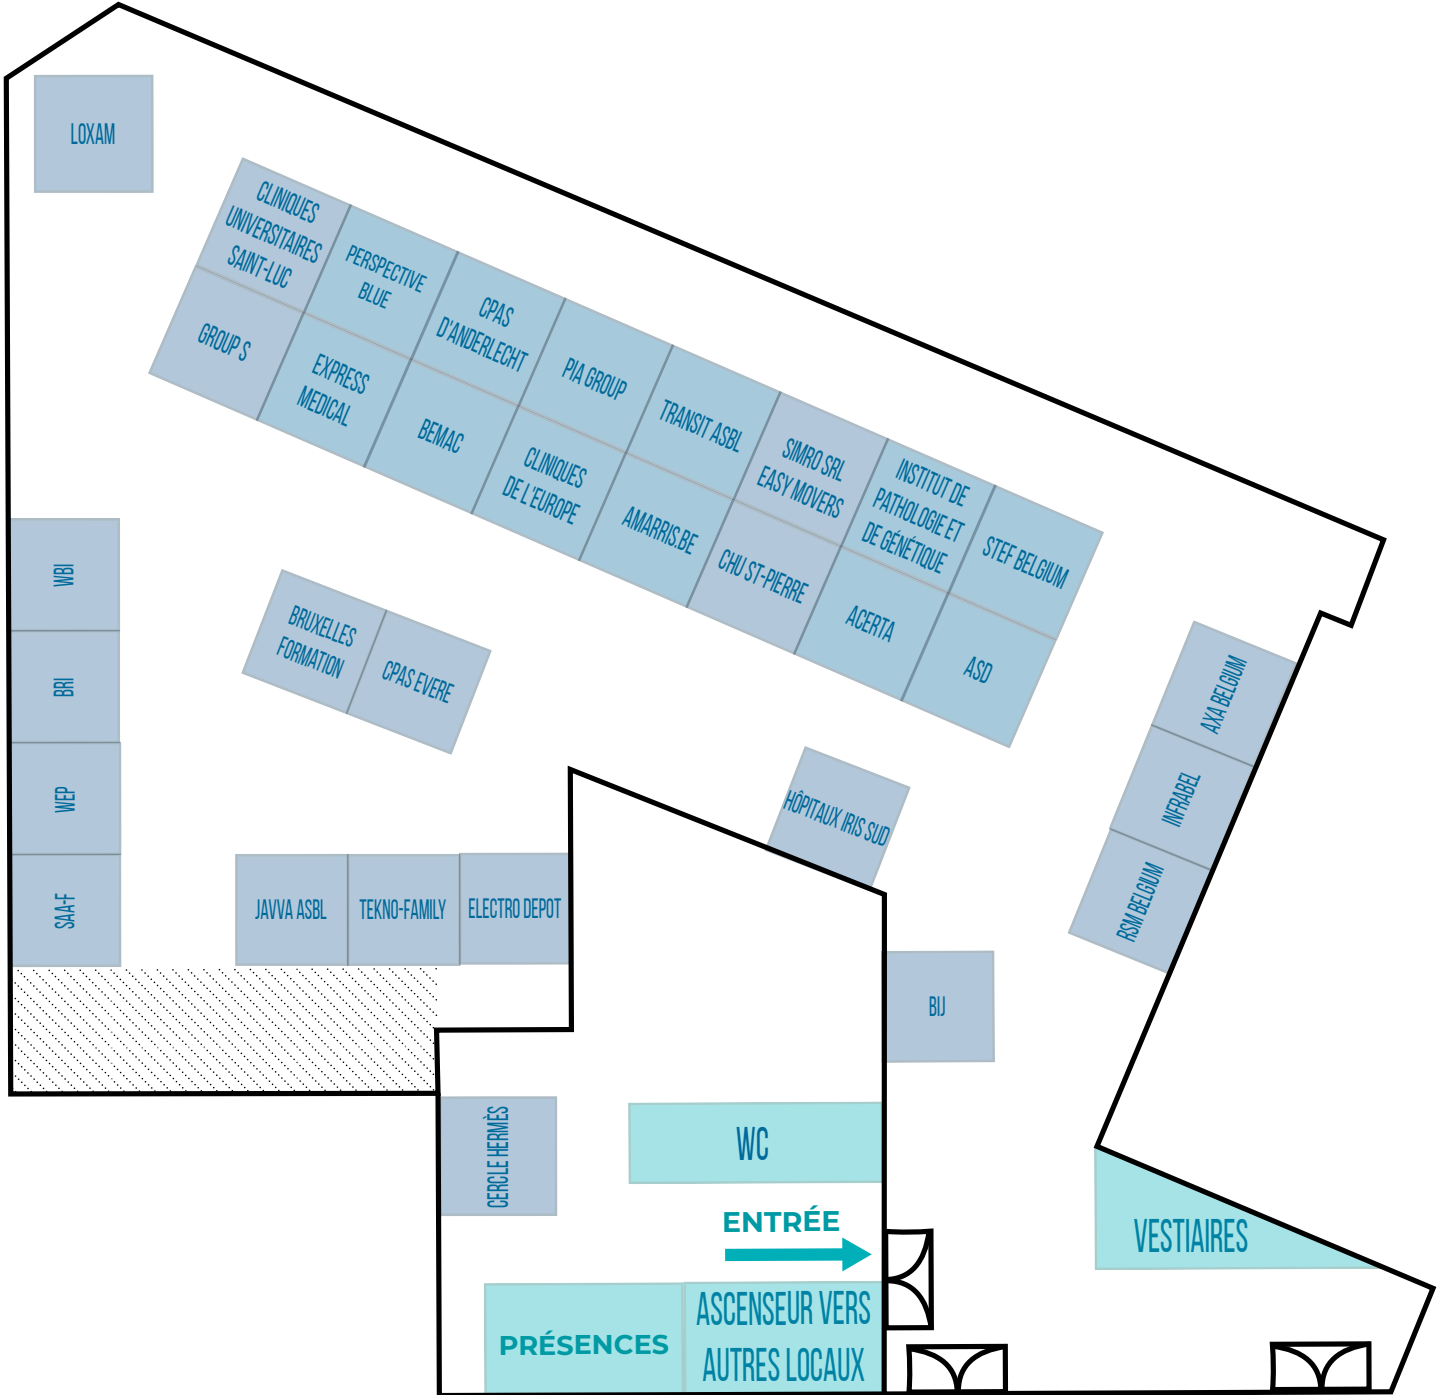 LOXAM
CLINIQUES
UNIVERSITAIRES
SAINT-LUC
PERSPECTIVE
BLUE
CPAS
D'ANDERLECHT
PIA GROUP
TRANSIT ASBL
SIMRO SRL
EASY MOVERS
INSTITUT DE
PATHOLOGIE ET
DE GÉNÉTIQUE
STEF BELGIUM
GROUP S
EXPRESS
MEDICAL
BEMAC
CLINIQUES
DE L'EUROPE
AMARRIS.BE
CHU ST-PIERRE
ACERTA
ASD
WBI
BRI
WEP
SAA-F
BRUXELLES
FORMATION
CPAS EVERE
AXA BELGIUM
INFRABEL
RSM BELGIUM
HÔPITAUX IRIS SUD
JAVVA ASBL
TEKNO-FAMILY
ELECTRO DEPOT
BIJ
CERCLE HERMÈS
WC
ENTRÉE
VESTIAIRES
PRÉSENCES
ASCENSEUR VERS
AUTRES LOCAUX